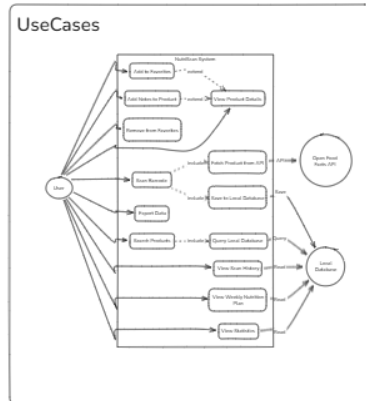 UseCases
NutriScan System
Add to Favorites
extend
View Product Details
Add Notes to Product
extend
Remove from Favorites
Fetch Product from API
API
Open Food
Facts API
include
User
Scan Barcode
include
Save to Local Database
Save
Export Data
Search Products
include
Query Local Database
Query
View Scan History
Read
Local
Database
View Weekly Nutrition
Plan
Read
View Statistics
Read